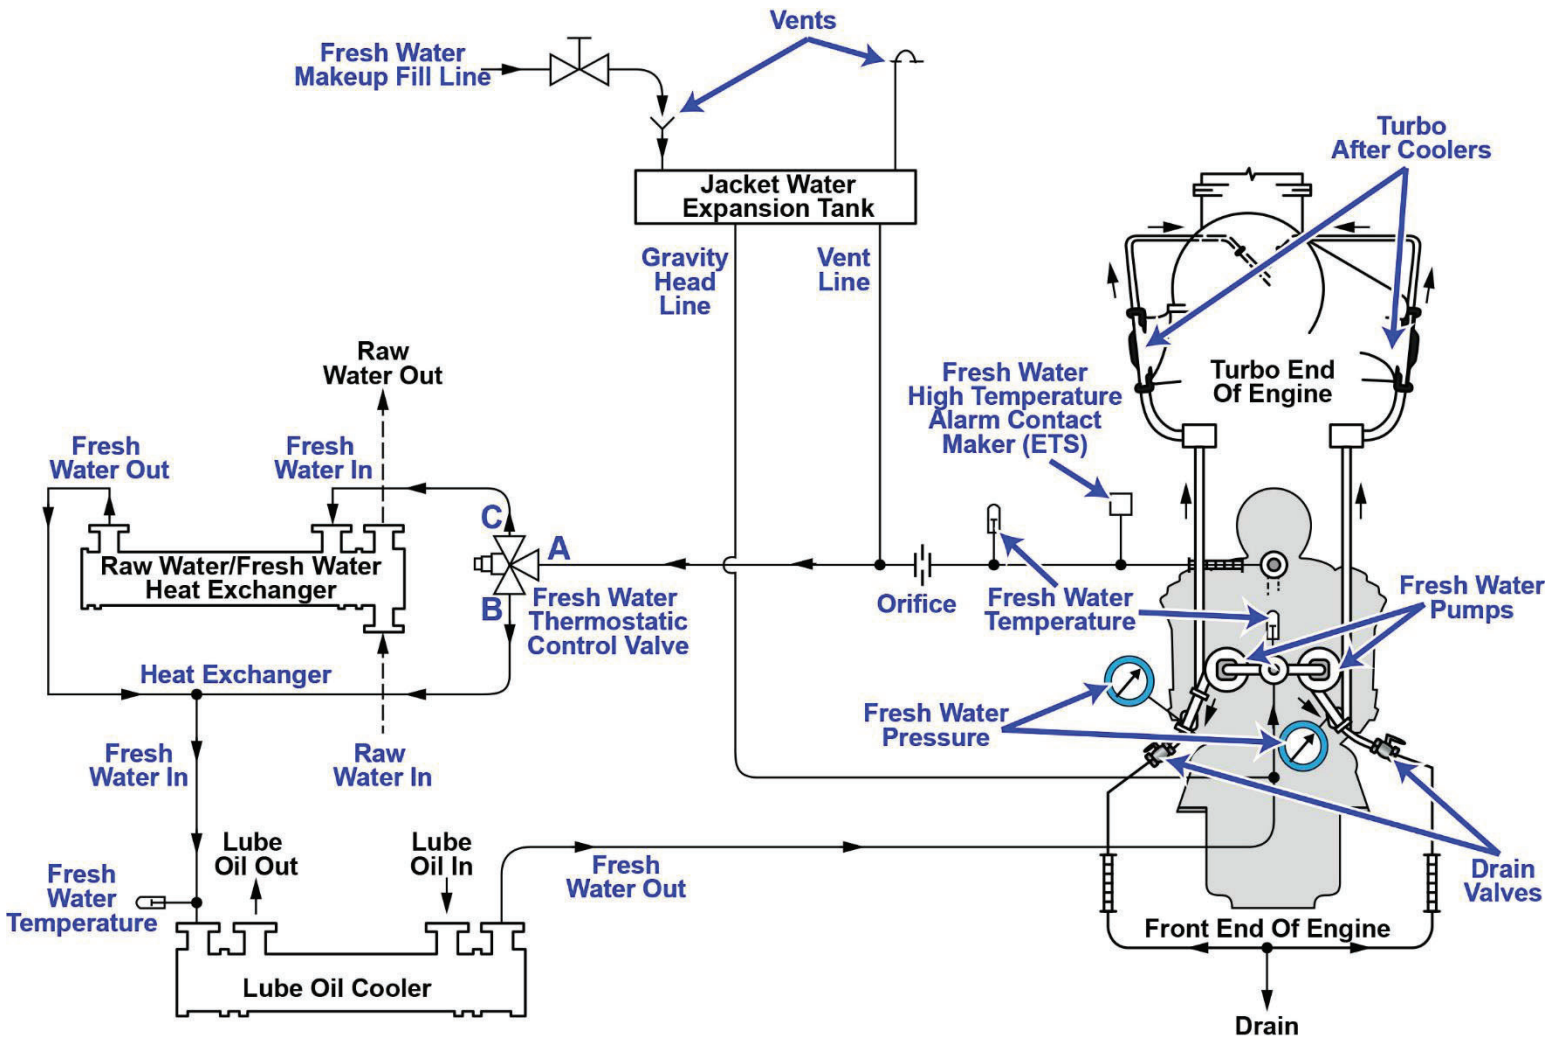 Vents
Fresh Water
Makeup Fill Line
Turbo
After Coolers
Jacket Water
Expansion Tank
Gravity
Head
Line
Vent
Line
Raw
Water Out
Fresh Water
High Temperature
Alarm Contact
Maker (ETS)
Turbo End
Of Engine
Fresh
Water Out
Fresh
Water In
C
A
B
Raw Water/Fresh Water
Heat Exchanger
Fresh Water
Thermostatic
Control Valve
Orifice
Fresh Water
Temperature
Fresh Water
Pumps
Heat Exchanger
Fresh Water
Pressure
Fresh
Water In
Raw
Water In
Lube
Oil Out
Lube
Oil In
Fresh
Water Out
Fresh
Water
Temperature
Drain
Valves
Front End Of Engine
Lube Oil Cooler
Drain